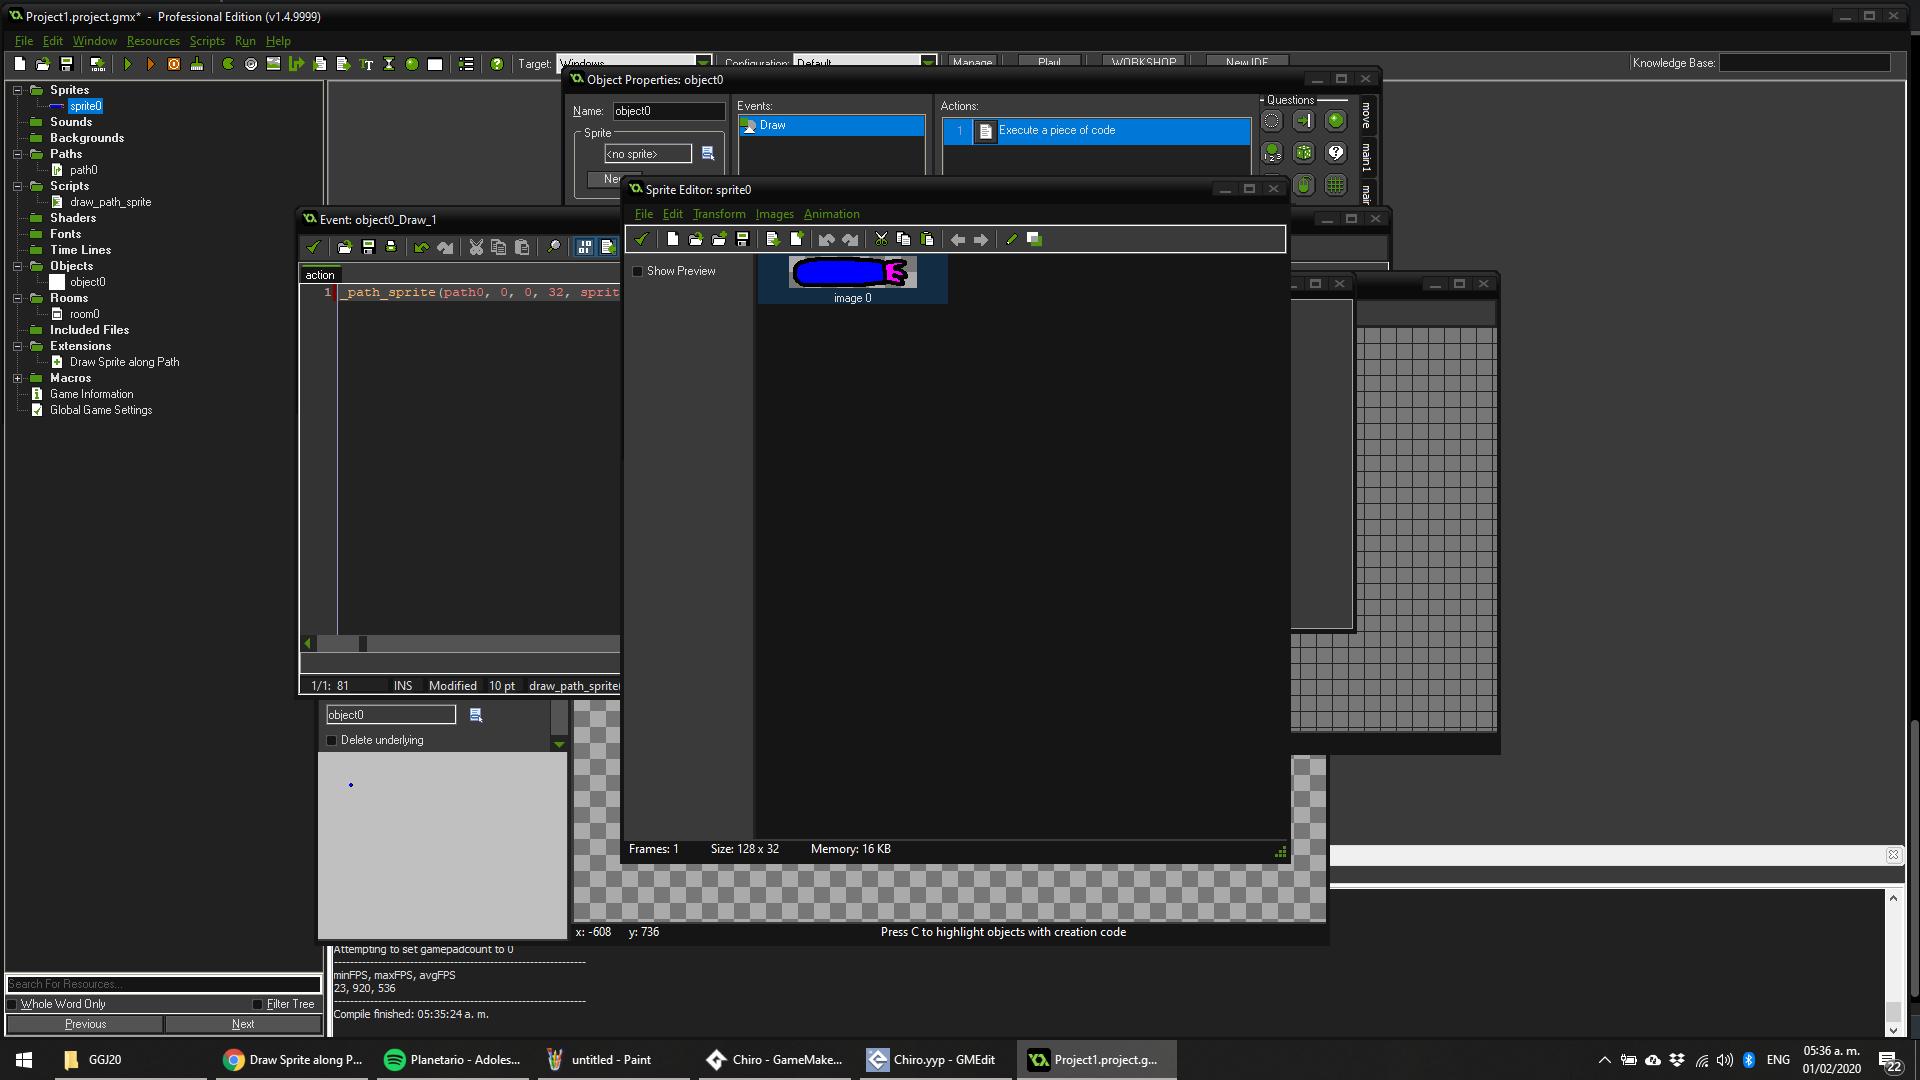 Project1.project.gmx*  -  Professional Edition (v1.4.9999)
File Edit Window Resources Scripts Run Help
Target: Windows Configuration: Default Manage Play! WORKSHOP New IDE Knowledge Base:
Sprites
sprite0
Sounds
Backgrounds
Paths
path0
Scripts
draw_path_sprite
Shaders
Fonts
Time Lines
Objects
object0
Rooms
room0
Included Files
Extensions
Draw Sprite along Path
Macros
Game Information
Global Game Settings
Search For Resources...
Whole Word Only Filter Tree
Previous Next
Object Properties: object0
Name: object0
Sprite
<no sprite>
Events:
Draw
Actions:
1 Execute a piece of code
Questions
move
main1
Event: object0_Draw_1
action
1 _path_sprite(path0, 0, 0, 32, sprit
1/1: 81 INS Modified 10 pt draw_path_sprite(
Sprite Editor: sprite0
File Edit Transform Images Animation
Show Preview
image 0
Frames: 1 Size: 128 x 32 Memory: 16 KB
object0
Delete underlying
x: -608 y: 736 Press C to highlight objects with creation code
Attempting to set gamepadcount to 0
minFPS, maxFPS, avgFPS
23, 920, 536
Compile finished: 05:35:24 a. m.
GGJ20 Draw Sprite along P... Planetario - Adoles... untitled - Paint Chiro - GameMake... Chiro.yyp - GMEdit Project1.project.g...
ENG
05:36 a. m.
01/02/2020
22